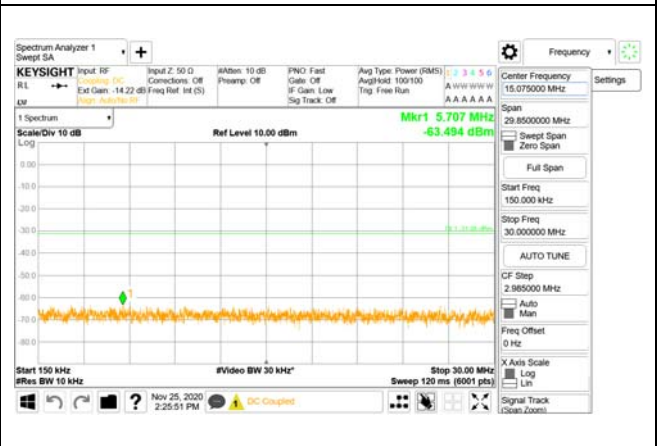 Spectrum Analyzer 1
Swept SA
+
Frequency
KEYSIGHT
RL
Input: RF
Coupling: DC
Ext Gain: -14.22 dB
Align: Auto/No RF
Input Z: 50 Ω
Corrections: Off
Freq Ref: Int (S)
#Atten: 10 dB
Preamp: Off
PNO: Fast
Gate: Off
IF Gain: Low
Sig Track: Off
Avg Type: Power (RMS)
Avg|Hold: 100/100
Trig: Free Run
1 2 3 4 5 6
A W W W W W
A A A A A A
1 Spectrum
Scale/Div 10 dB
Ref Level 10.00 dBm
Mkr1 5.707 MHz
-63.494 dBm
Log
0.00
-10.0
-20.0
-30.0
-40.0
-50.0
-60.0
-70.0
-80.0
1
Start 150 kHz
#Res BW 10 kHz
#Video BW 30 kHz*
Stop 30.00 MHz
Sweep 120 ms (6001 pts)
?
Nov 25, 2020
2:25:51 PM
DC Coupled
Center Frequency
15.075000 MHz
Settings
Span
29.8500000 MHz
Swept Span
Zero Span
Full Span
Start Freq
150.000 kHz
Stop Freq
30.000000 MHz
AUTO TUNE
CF Step
2.985000 MHz
Auto
Man
Freq Offset
0 Hz
X Axis Scale
Log
Lin
Signal Track
(Span Zoom)